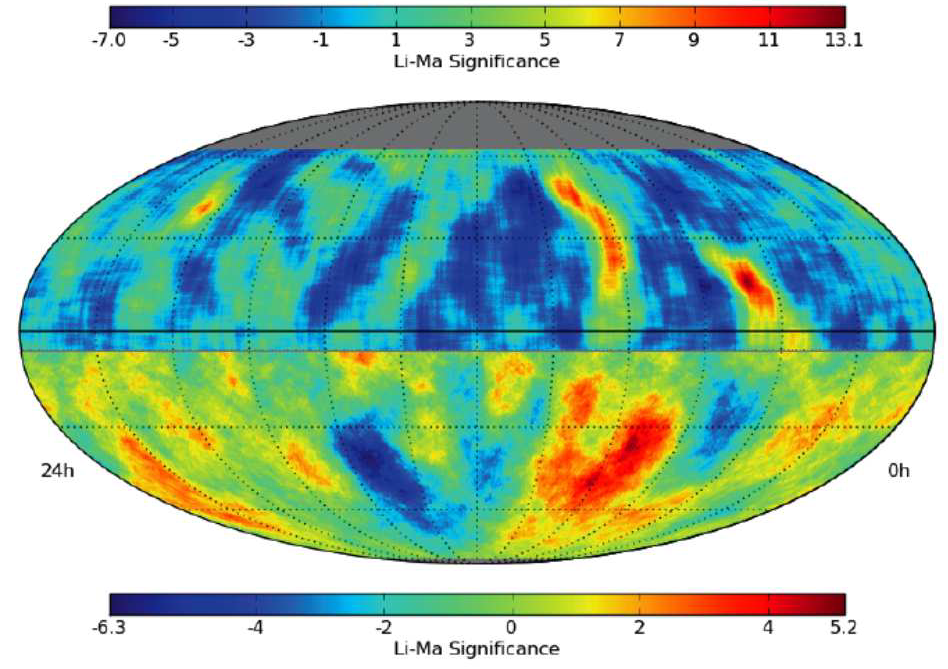 -7.0 -5 -3 -1 1 3 5 7 9 11 13.1
Li-Ma Significance
24h 0h
-6.3 -4 -2 0 2 4 5.2
Li-Ma Significance